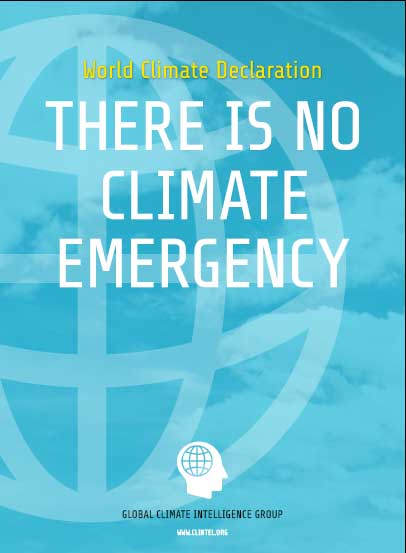 World Climate Declaration
THERE IS NO
CLIMATE
EMERGENCY
GLOBAL CLIMATE INTELLIGENCE GROUP
WWW.CLINTEL.ORG